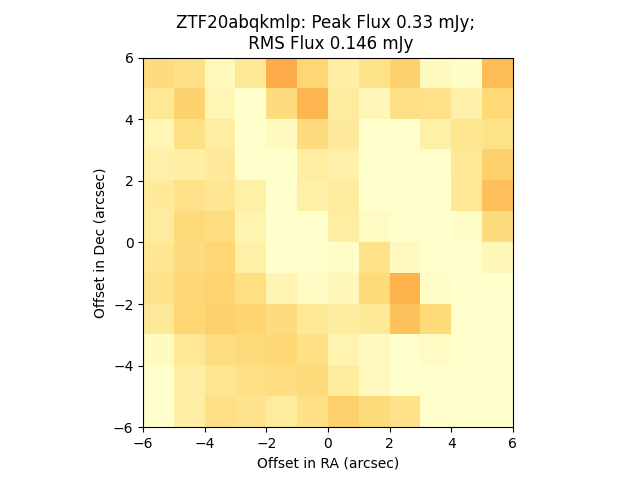 ZTF20abqkmlp: Peak Flux 0.33 mJy;
RMS Flux 0.146 mJy
6
4
2
0
−2
−4
−6
Offset in Dec (arcsec)
−6 −4 −2 0 2 4 6
Offset in RA (arcsec)